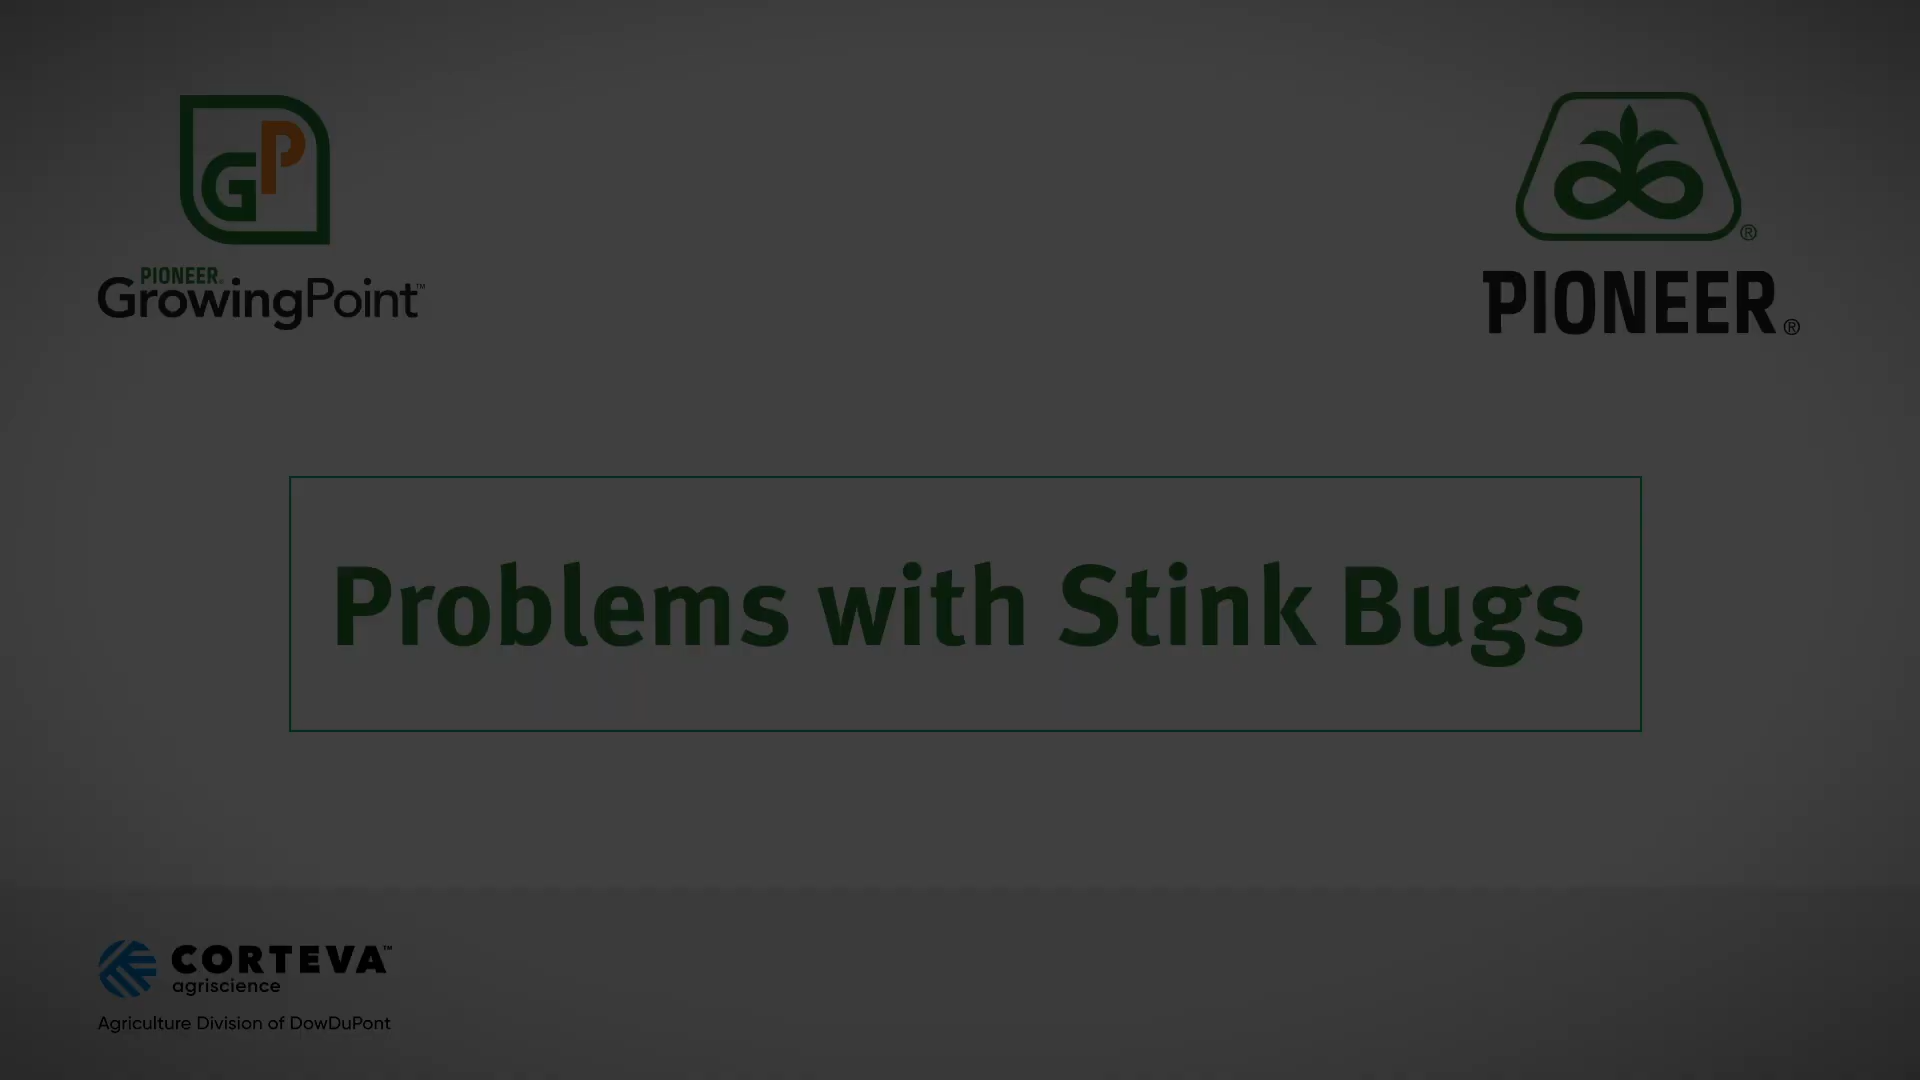 GP
PIONEER®
GrowingPoint™
®
PIONEER®
Problems with Stink Bugs
CORTEVA™
agriscience
Agriculture Division of DowDuPont